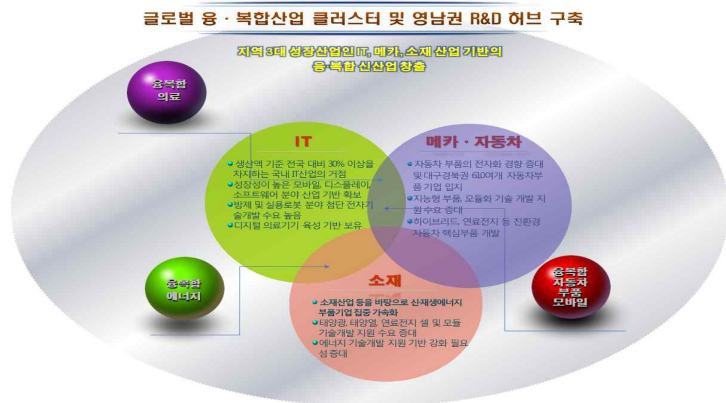 글로벌 융·복합산업 클러스터 및 영남권 R&D 허브 구축
지역 3대 성장산업인 IT, 메카, 소재 산업 기반의
융·복합 신산업 창출
융복합
의료
IT
생산액 기준 전국 대비 30% 이상을
차지하는 국내 IT산업의 거점
성장성이 높은 모바일, 디스플레이,
소프트웨어 분야 산업 기반 확보
방제 및 실용로봇 분야 첨단 전자기
술개발 수요 높음
디지털 의료기기 육성 기반 보유
메카·자동차
자동차 부품의 전자화 경향 증대
및 대구경북권 610여개 자동차부
품 기업 입지
지능형 부품, 모듈화 기술 개발 지
원 수요 증대
하이브리드, 연료전지 등 친환경
자동차 핵심부품 개발
융복합
에너지
소재
소재산업 등을 바탕으로 신재생에너지
부품기업 집중 가속화
태양광, 태양열, 연료전지 셀 및 모듈
기술개발 지원 수요 증대
에너지 기술개발 지원 기반 강화 필요
성 증대
융복합
자동차
부품
모바일